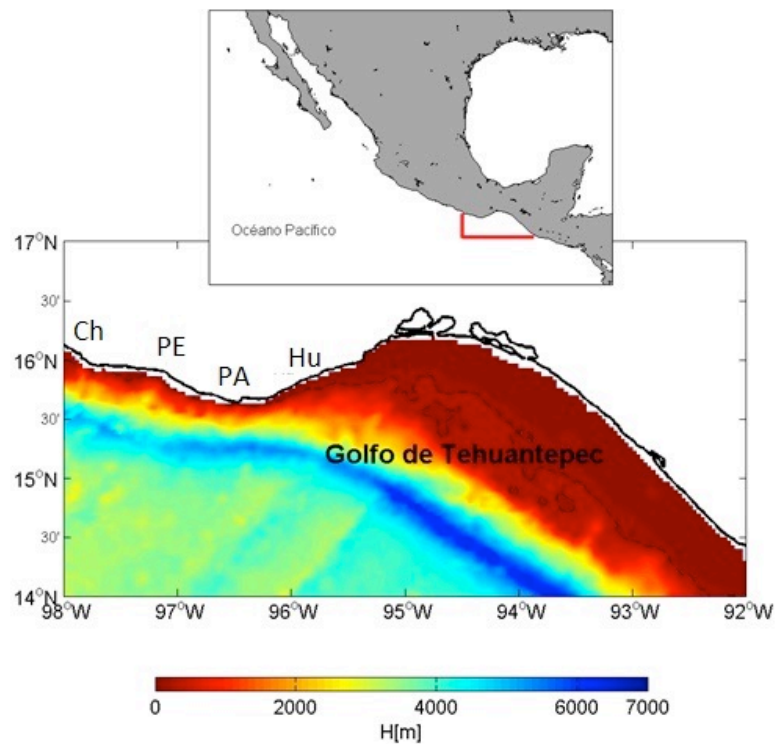 Océano Pacífico
17°N
30'
Ch
PE
PA
Hu
16°N
30'
Golfo de Tehuantepec
15°N
30'
14°N
98°W 97°W 96°W 95°W 94°W 93°W 92°W
0 2000 4000 6000 7000
H[m]